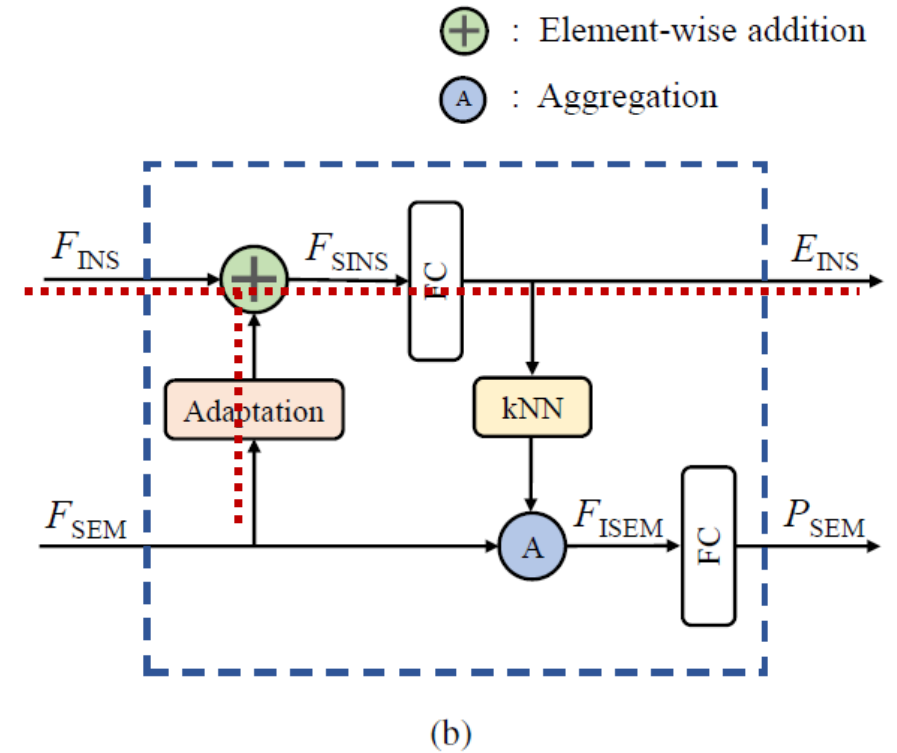 + : Element-wise addition
A : Aggregation
F_INS
+
F_SINS
FC
E_INS
Adaptation
kNN
F_SEM
A
F_ISEM
FC
P_SEM
(b)